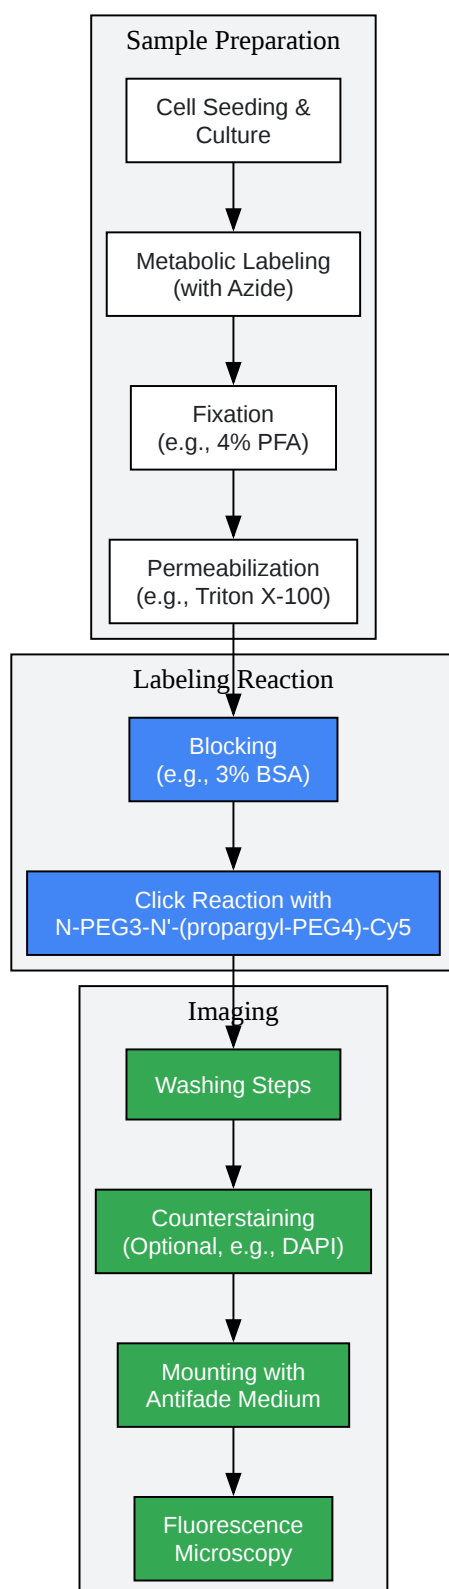 Sample Preparation
Cell Seeding &
Culture
Metabolic Labeling
(with Azide)
Fixation
(e.g., 4% PFA)
Permeabilization
(e.g., Triton X-100)
Labeling Reaction
Blocking
(e.g., 3% BSA)
Click Reaction with
N-PEG3-N'-(propargyl-PEG4)-Cy5
Imaging
Washing Steps
Counterstaining
(Optional, e.g., DAPI)
Mounting with
Antifade Medium
Fluorescence
Microscopy